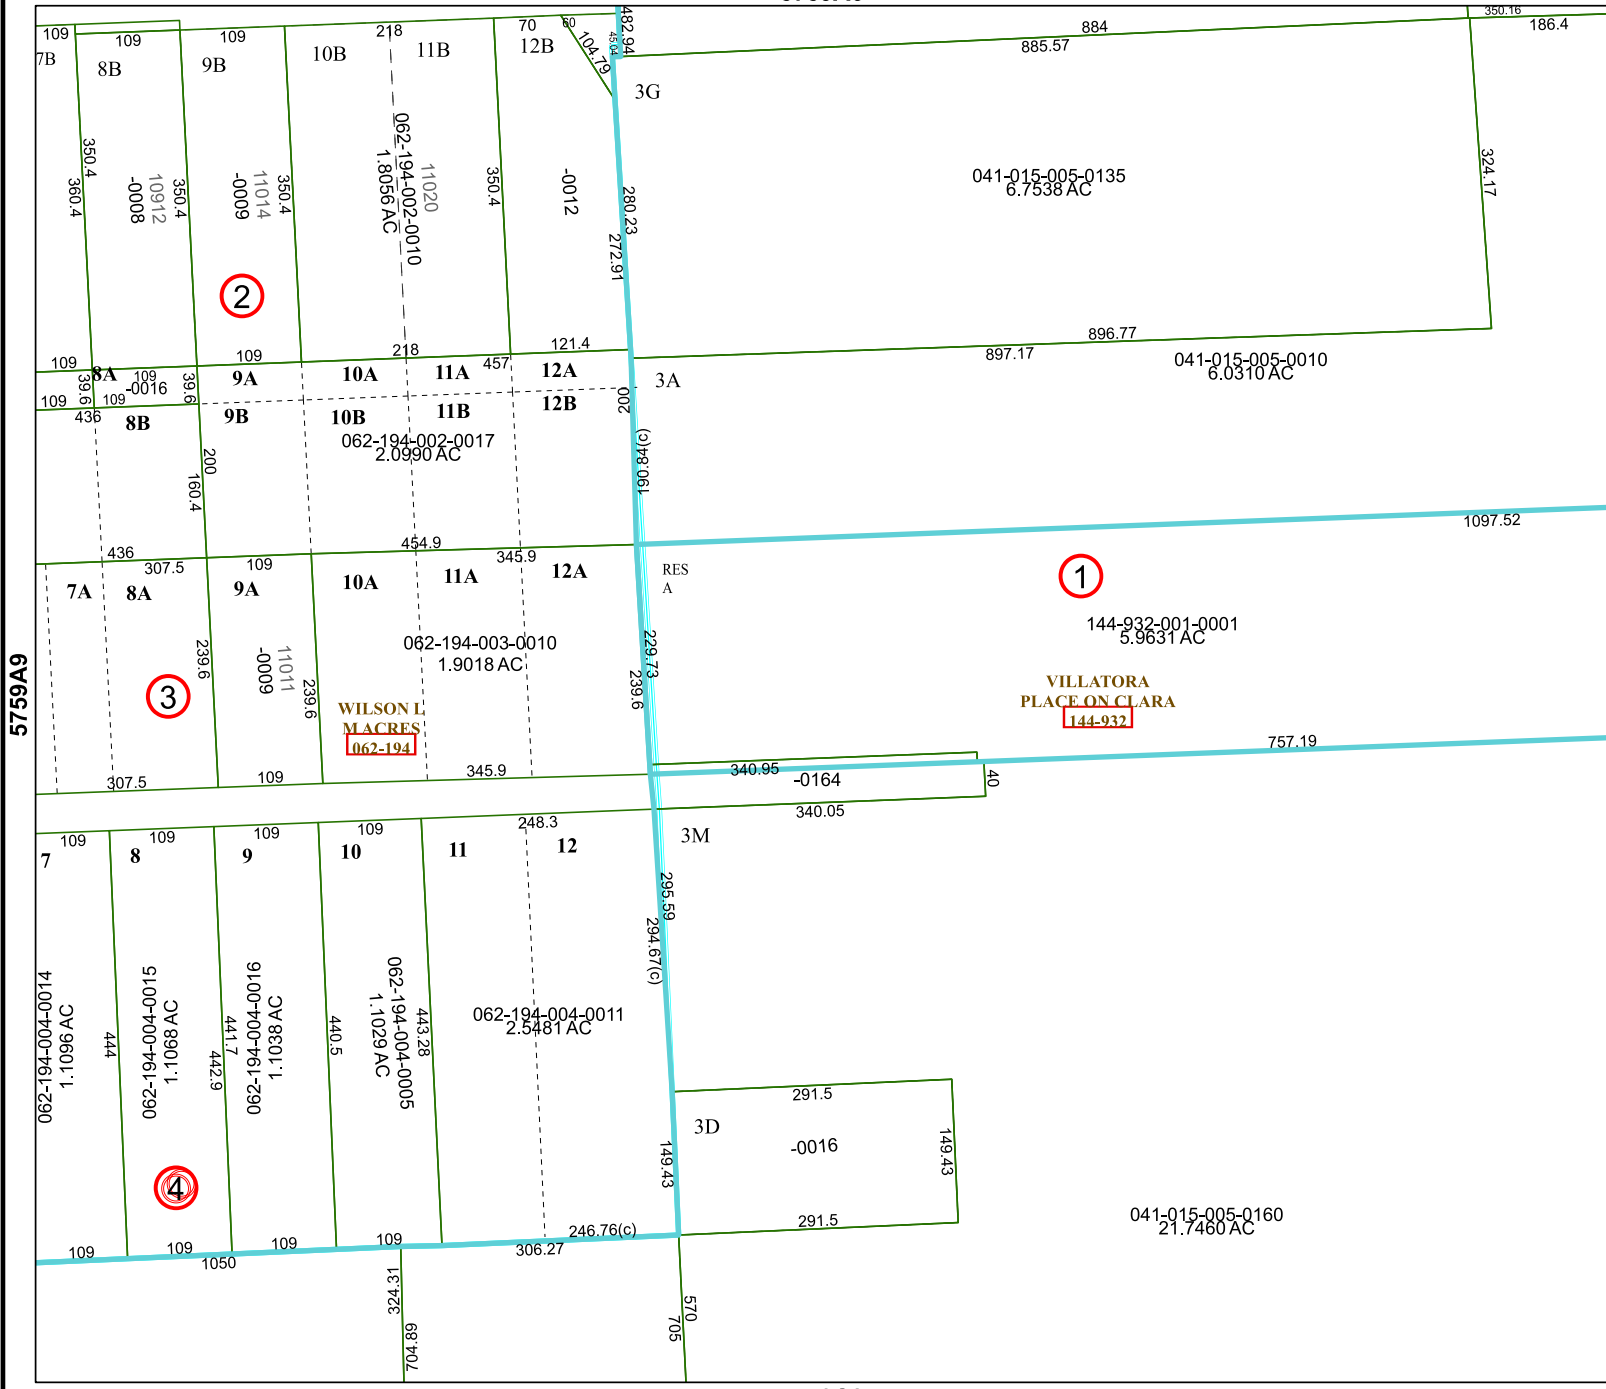 109
109
109
218
70
60
482.94
45.04
104.79
884
885.57
350.16
186.4
7B
8B
9B
10B
11B
12B
3G
350.4
360.4
10912
-0008
350.4
11014
-0009
350.4
062-194-002-0010
1.8056 AC
11020
350.4
-0012
280.23
272.91
041-015-005-0135
6.7538 AC
324.17
2
109
109
218
457
121.4
896.77
897.17
041-015-005-0010
6.0310 AC
8A
109
-0016
39.6
39.6
9A
10A
11A
12A
3A
109
109
436
8B
9B
10B
11B
12B
200
062-194-002-0017
2.0990 AC
200
160.4
190.84(c)
1097.52
436
307.5
109
454.9
345.9
7A
8A
9A
10A
11A
12A
RES
A
1
144-932-001-0001
5.9631 AC
062-194-003-0010
1.9018 AC
239.6
11011
-0009
239.6
229.73
239.6
5759A9
3
WILSON L
M ACRES
062-194
VILLATORA
PLACE ON CLARA
144-932
757.19
307.5
109
345.9
340.95
-0164
40
340.05
109
109
109
109
248.3
7
8
9
10
11
12
3M
295.59
294.67(c)
062-194-004-0014
1.1096 AC
444
062-194-004-0015
1.1068 AC
442.9
441.7
062-194-004-0016
1.1038 AC
440.5
062-194-004-0005
1.1029 AC
443.28
062-194-004-0011
2.5481 AC
291.5
3D
-0016
149.43
149.43
291.5
4
041-015-005-0160
21.7460 AC
109
109
109
109
1050
246.76(c)
306.27
324.31
704.89
570
705